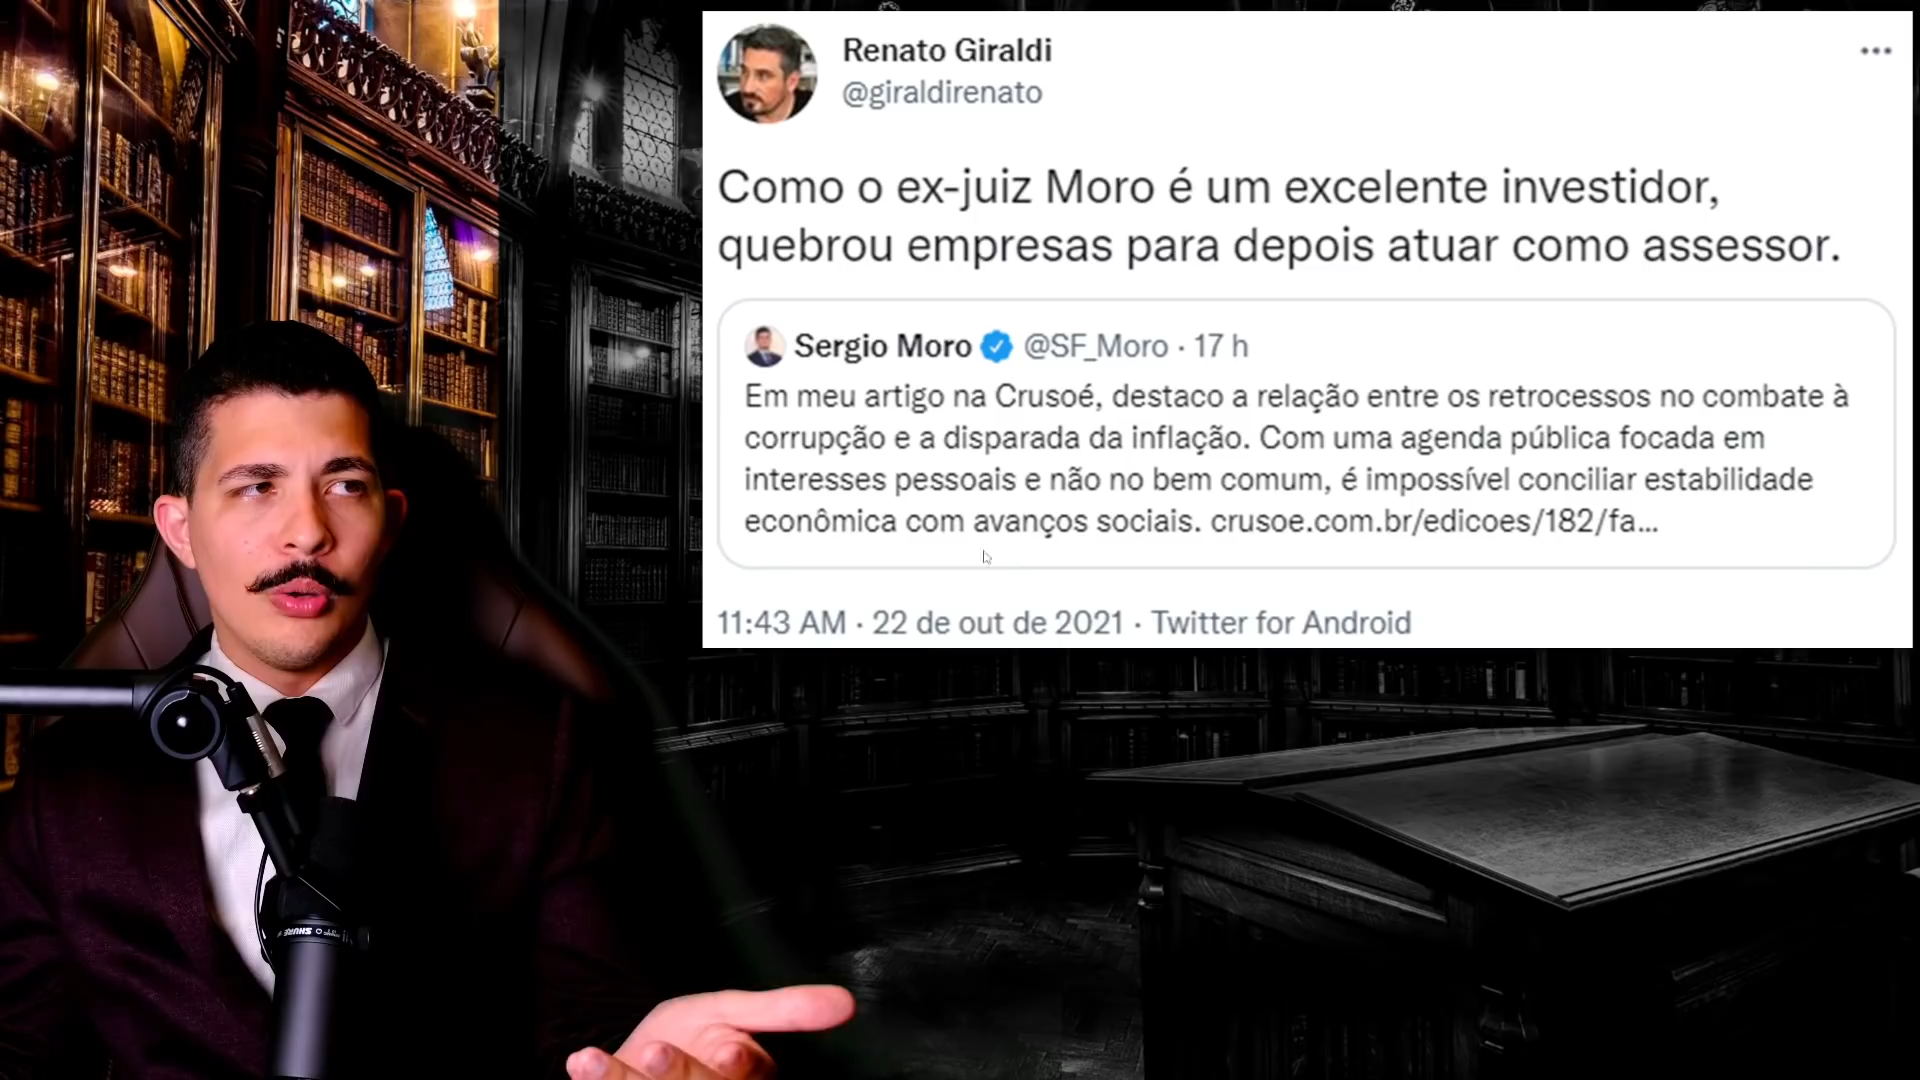 Renato Giraldi
@giraldirenato
Como o ex-juiz Moro é um excelente investidor,
quebrou empresas para depois atuar como assessor.
Sergio Moro @SF_Moro · 17 h
Em meu artigo na Crusoé, destaco a relação entre os retrocessos no combate à
corrupção e a disparada da inflação. Com uma agenda pública focada em
interesses pessoais e não no bem comum, é impossível conciliar estabilidade
econômica com avanços sociais. crusoe.com.br/edicoes/182/fa...
11:43 AM · 22 de out de 2021 · Twitter for Android
SHURE